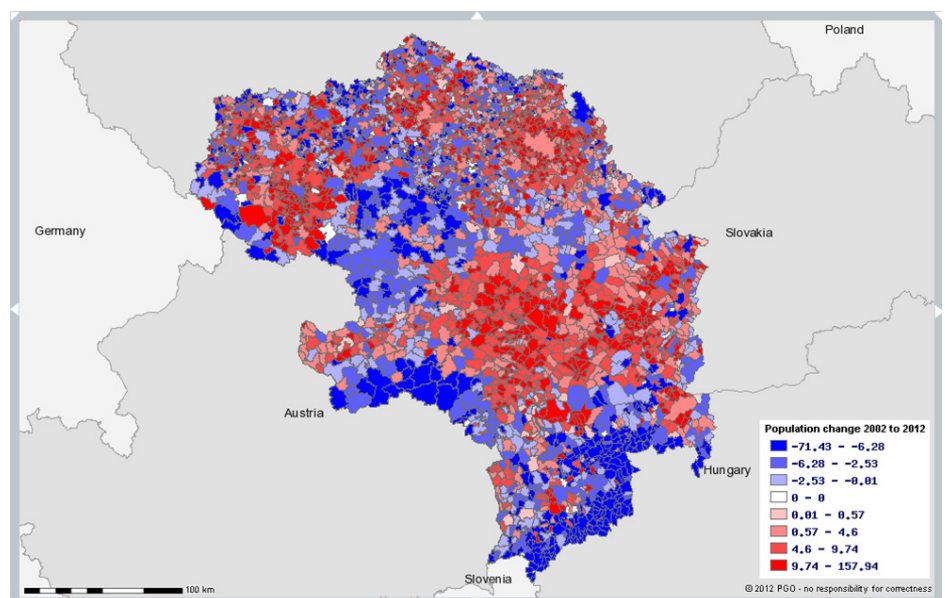 Poland
Germany
Slovakia
Austria
Population change 2002 to 2012
-71.43 - -6.28
-6.28 - -2.53
-2.53 - -0.01
0 - 0
0.01 - 0.57
0.57 - 4.6
4.6 - 9.74
9.74 - 157.94
Hungary
Slovenia
100 km
© 2012 PGO - no responsibility for correctness